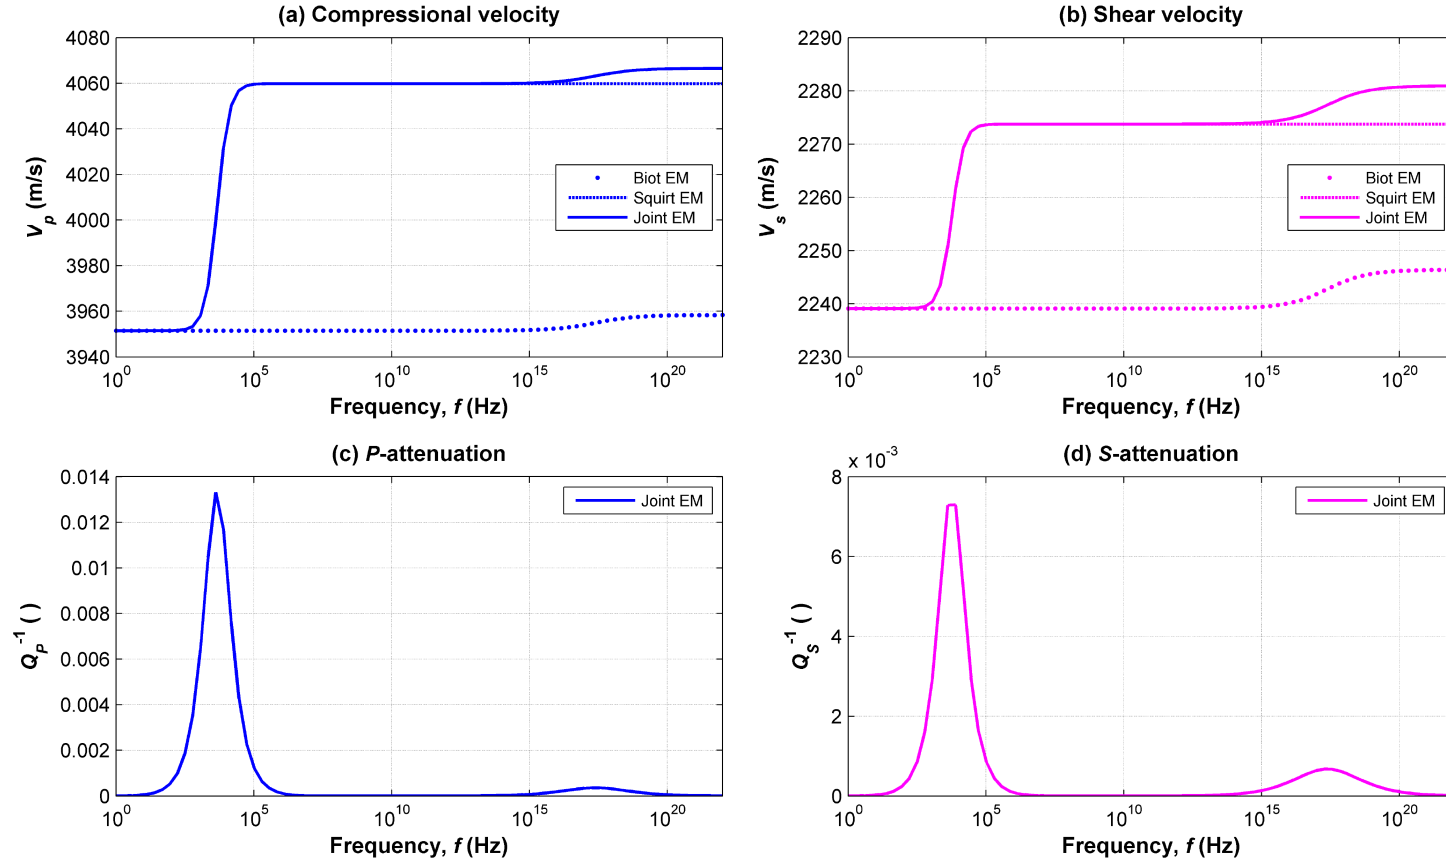 (a) Compressional velocity
4080
4060
4040
4020
4000
3980
3960
3940
V_p (m/s)
Biot EM
Squirt EM
Joint EM
10^0 10^5 10^10 10^15 10^20
Frequency, f (Hz)
(b) Shear velocity
2290
2280
2270
2260
2250
2240
2230
V_s (m/s)
Biot EM
Squirt EM
Joint EM
10^0 10^5 10^10 10^15 10^20
Frequency, f (Hz)
(c) P-attenuation
0.014
0.012
0.01
0.008
0.006
0.004
0.002
0
Q_P^-1 ( )
Joint EM
10^0 10^5 10^10 10^15 10^20
Frequency, f (Hz)
(d) S-attenuation
x 10^-3
8
6
4
2
0
Q_S^-1 ( )
Joint EM
10^0 10^5 10^10 10^15 10^20
Frequency, f (Hz)